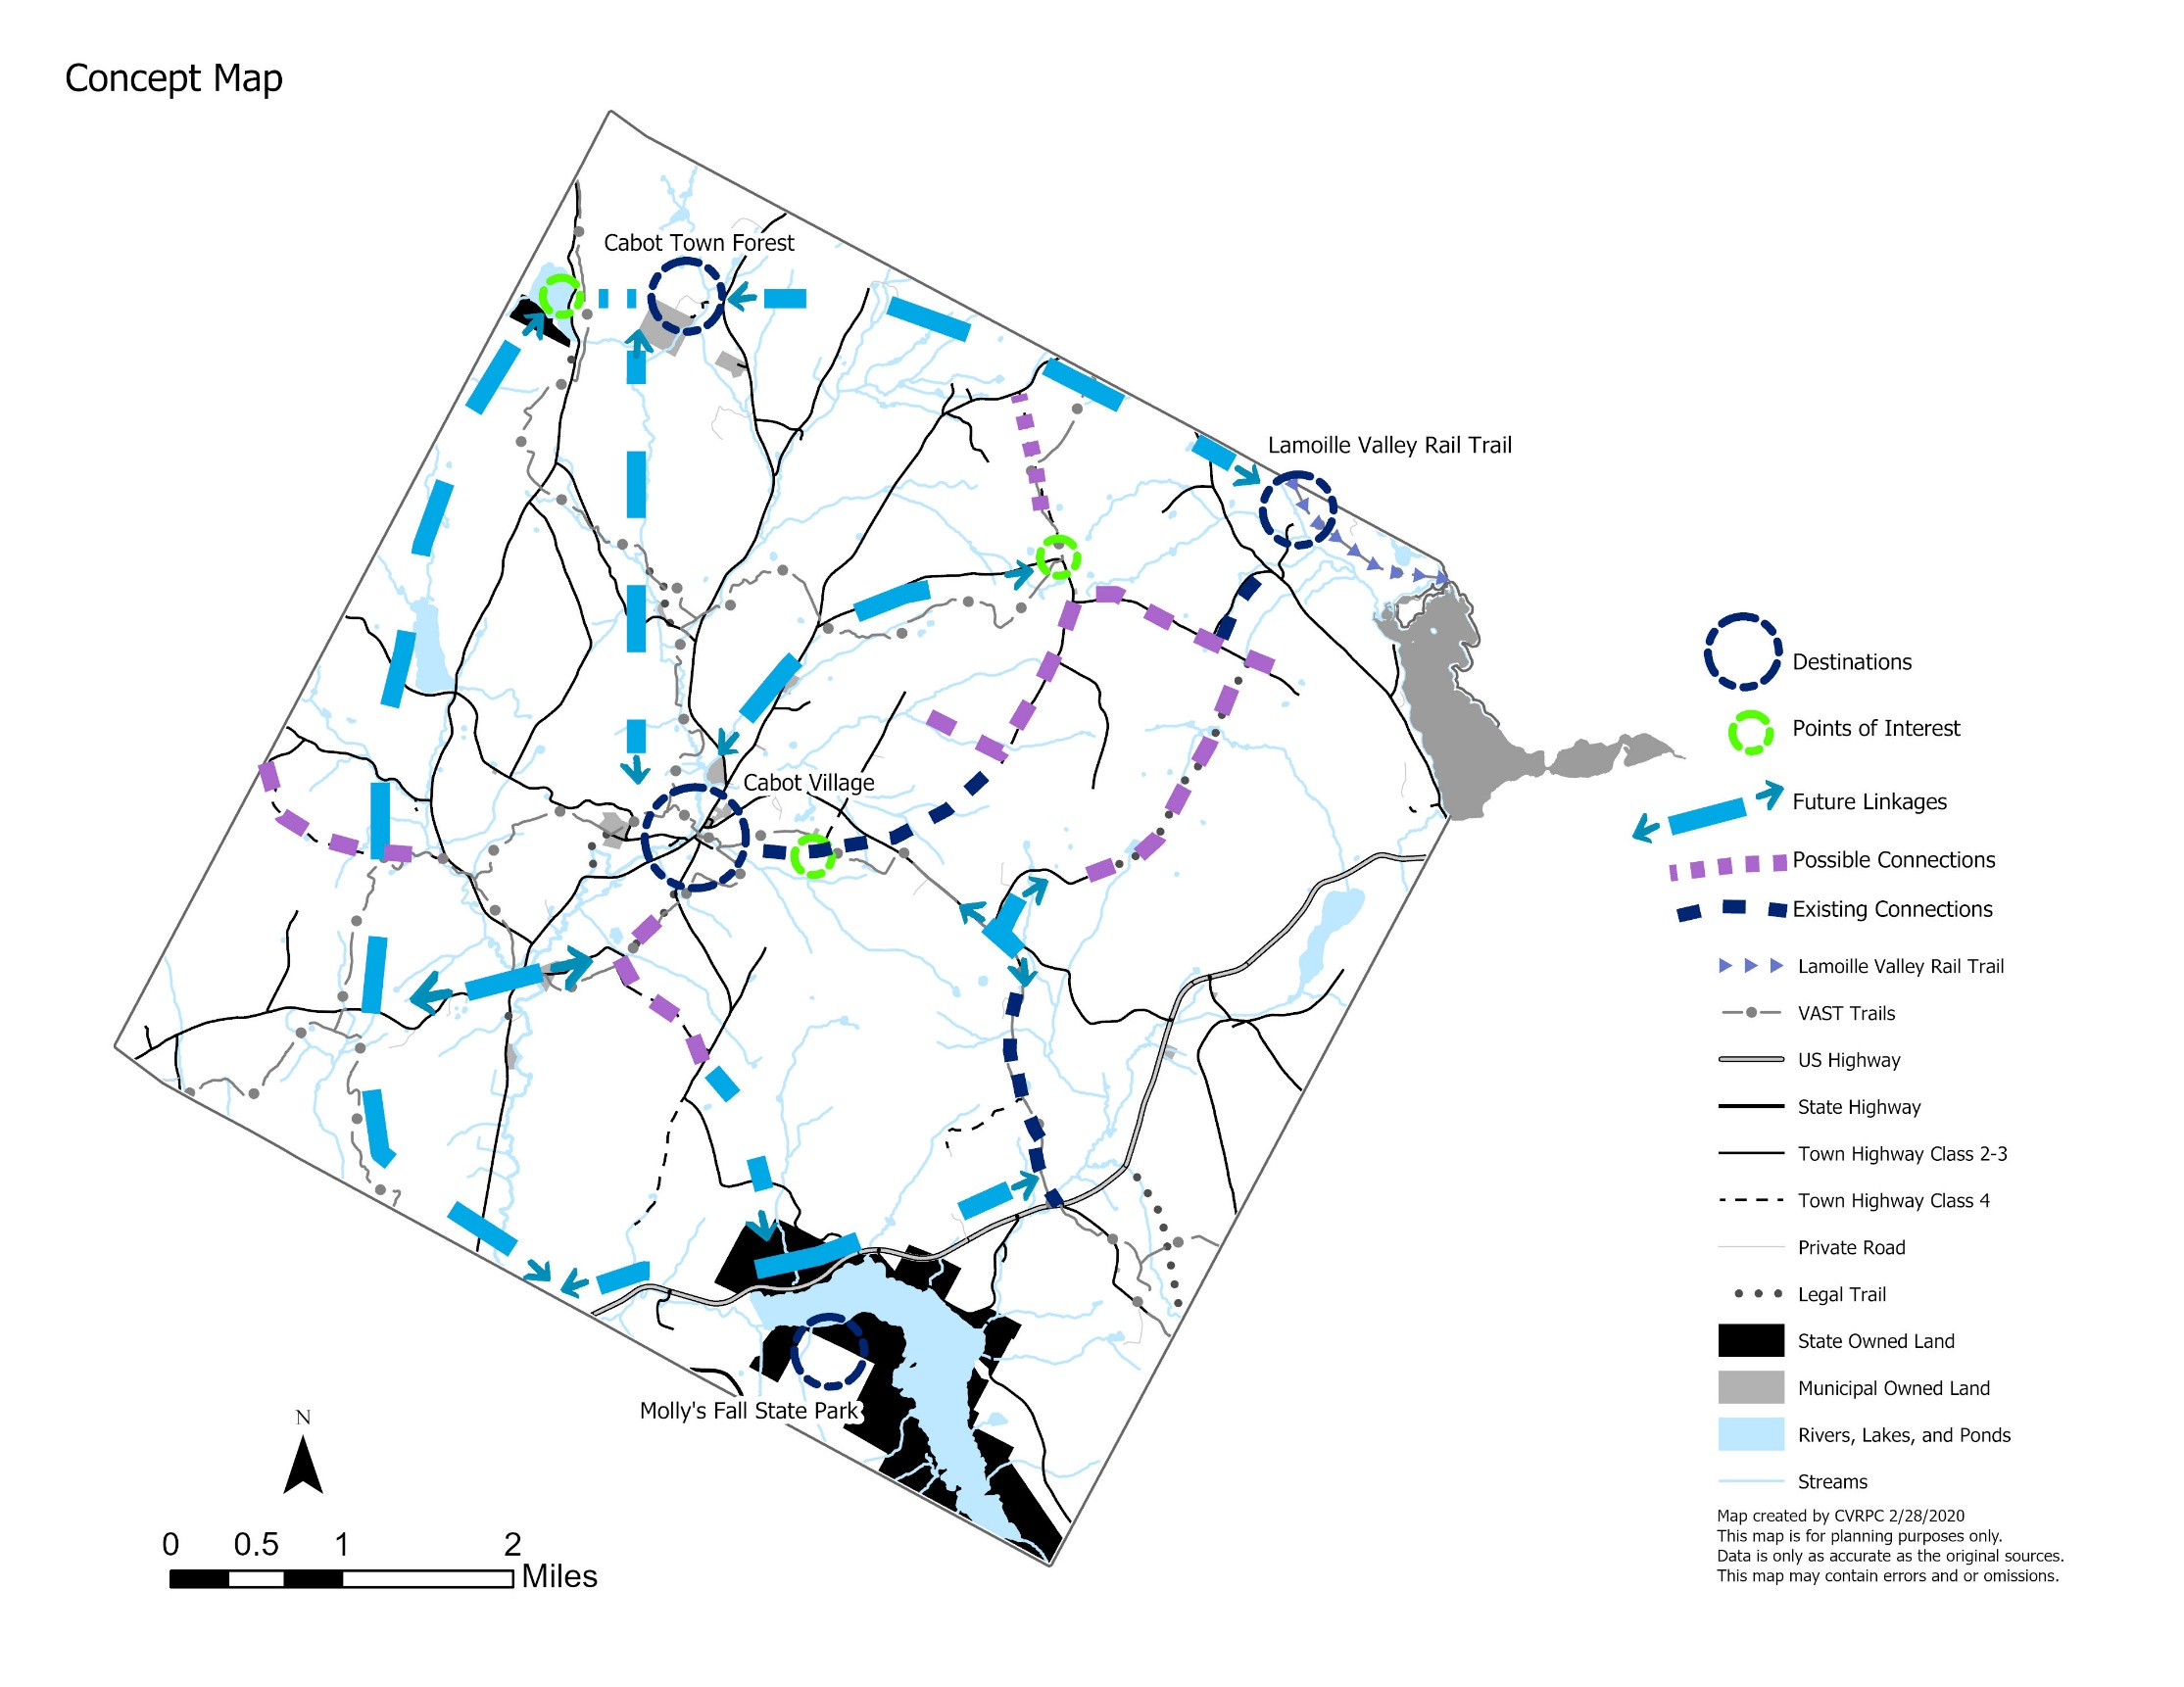 Concept Map
Cabot Town Forest
Lamoille Valley Rail Trail
Cabot Village
Molly's Fall State Park
N
0 0.5 1 2
Miles
Destinations
Points of Interest
Future Linkages
Possible Connections
Existing Connections
Lamoille Valley Rail Trail
VAST Trails
US Highway
State Highway
Town Highway Class 2-3
Town Highway Class 4
Private Road
Legal Trail
State Owned Land
Municipal Owned Land
Rivers, Lakes, and Ponds
Streams
Map created by CVRPC 2/28/2020
This map is for planning purposes only.
Data is only as accurate as the original sources.
This map may contain errors and or omissions.